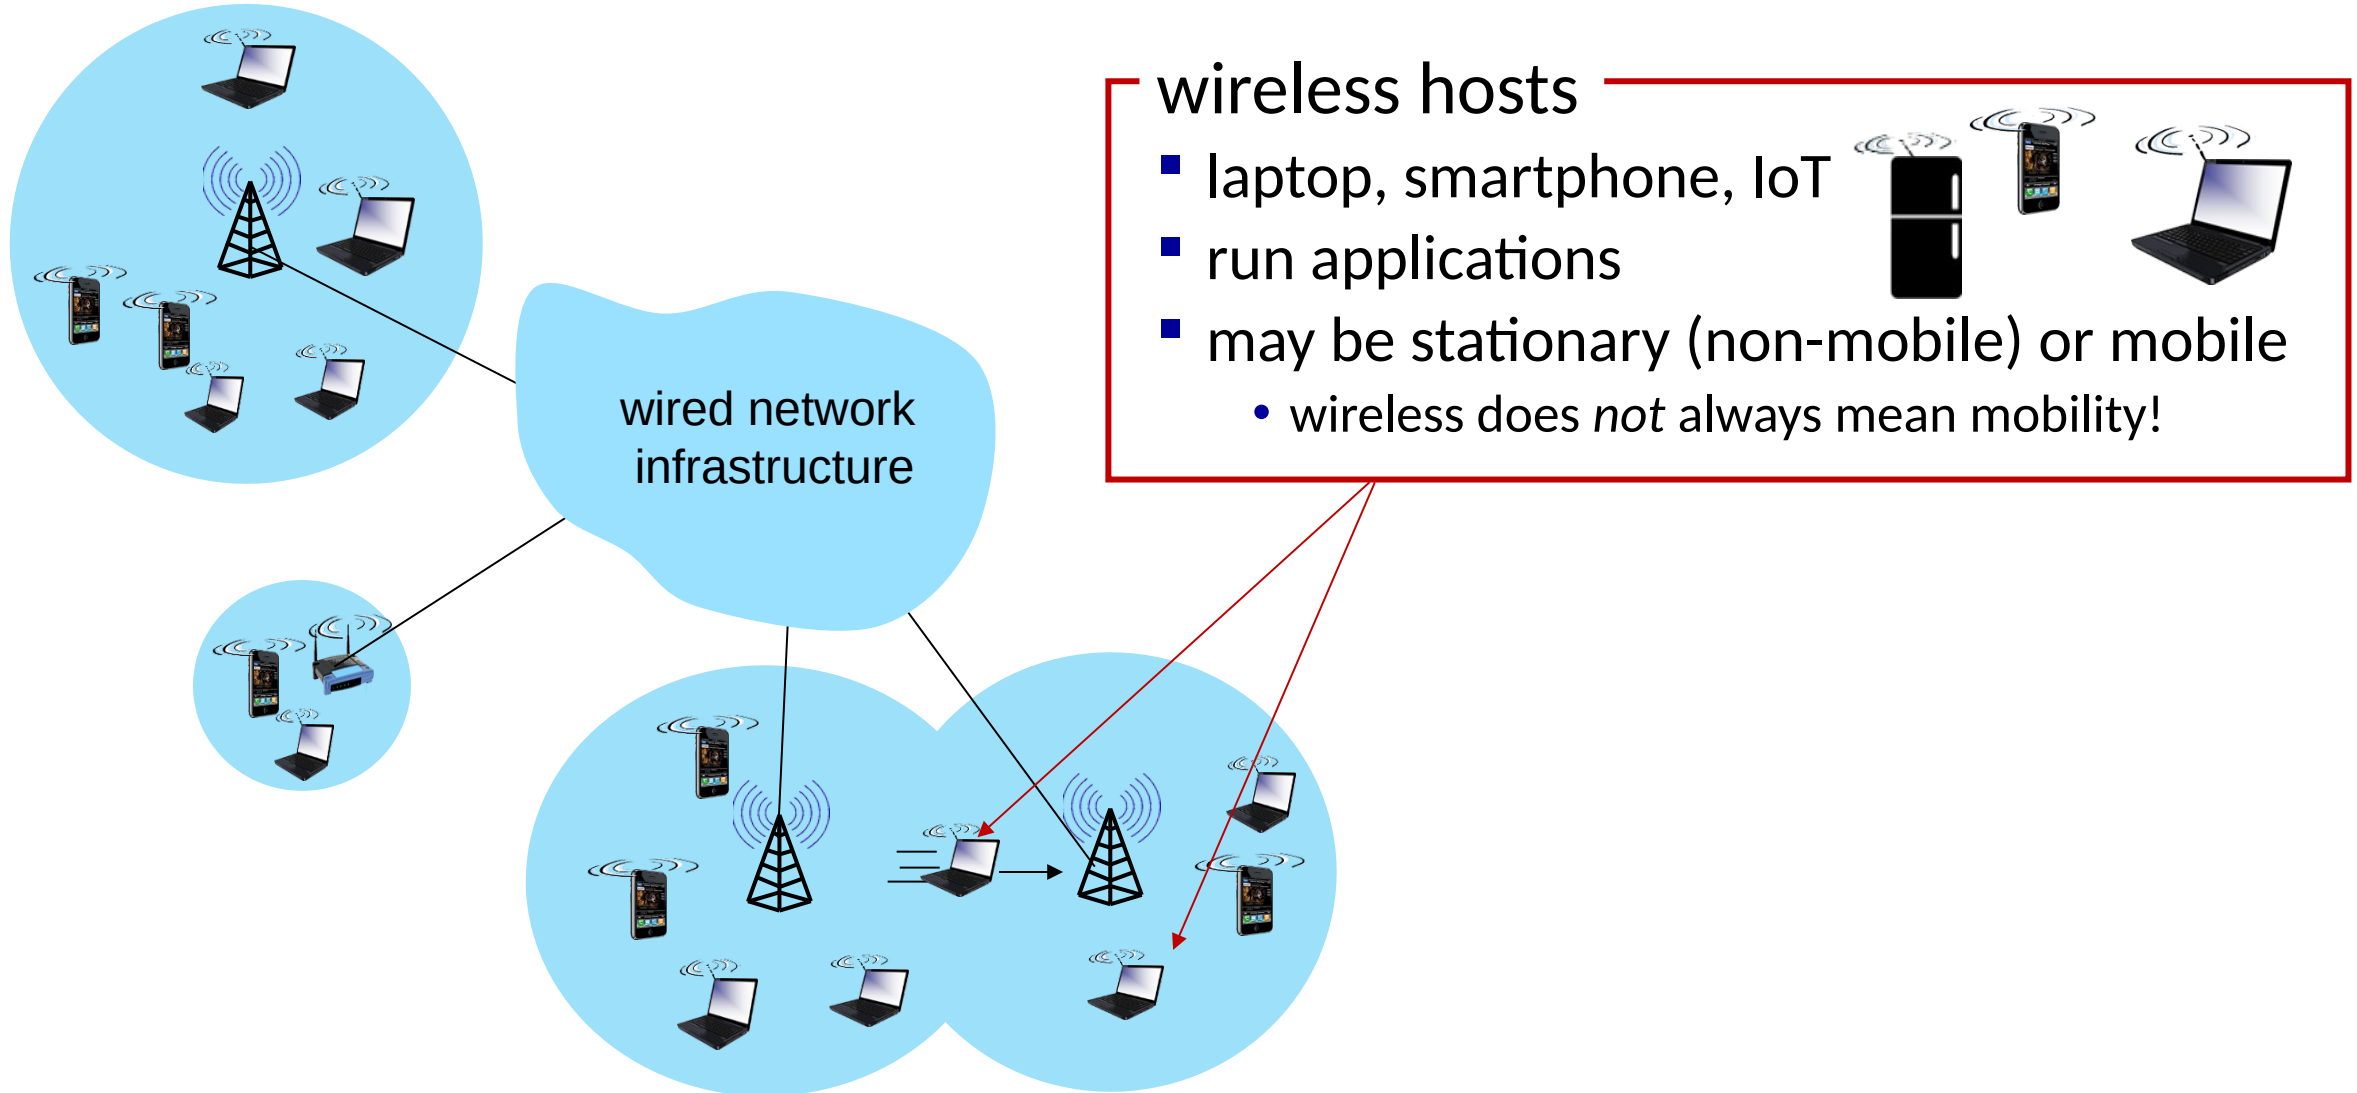 wireless hosts
laptop, smartphone, IoT
run applications
may be stationary (non-mobile) or mobile
wireless does not always mean mobility!
wired network
infrastructure